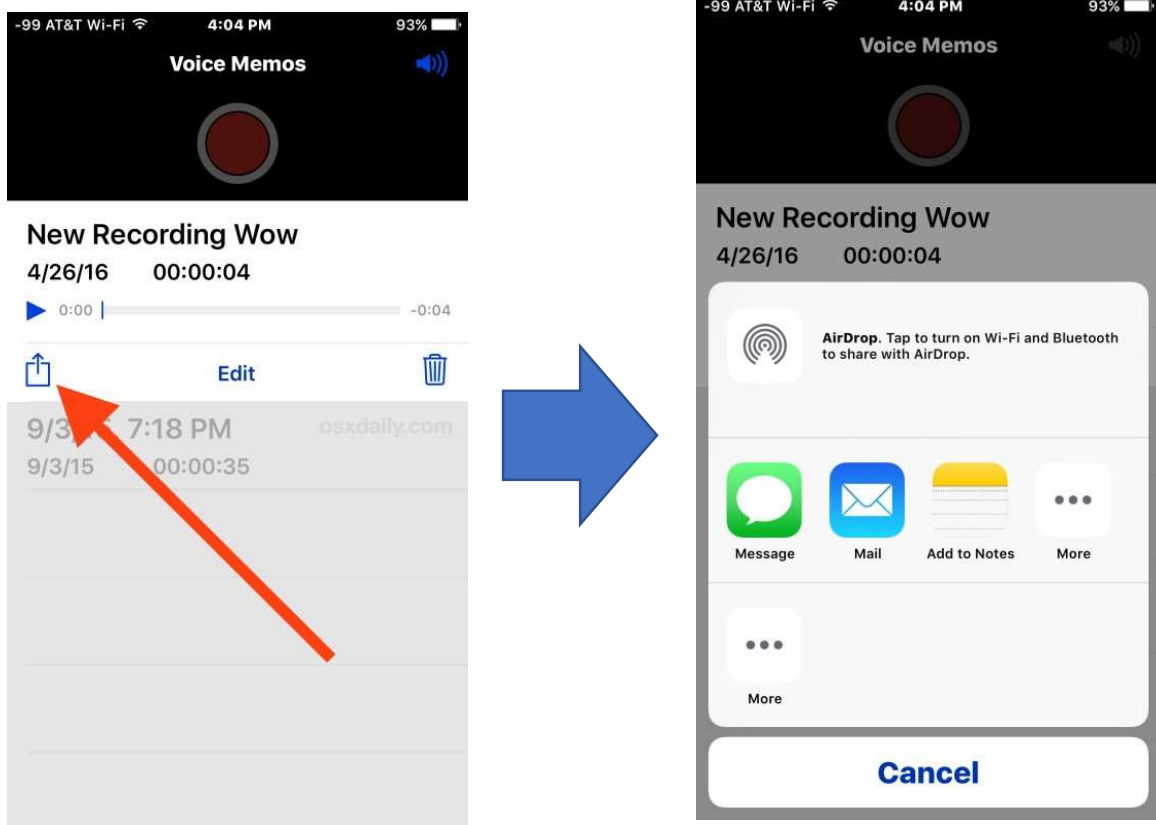 -99 AT&T Wi-Fi 4:04 PM 93%
Voice Memos
New Recording Wow
4/26/16 00:00:04
0:00 -0:04
Edit
7:18 PM osxdaily.com
9/3/15 00:00:35
-99 AT&T Wi-Fi 4:04 PM 93%
Voice Memos
New Recording Wow
4/26/16 00:00:04
AirDrop. Tap to turn on Wi-Fi and Bluetooth
to share with AirDrop.
Message Mail Add to Notes More
More
Cancel